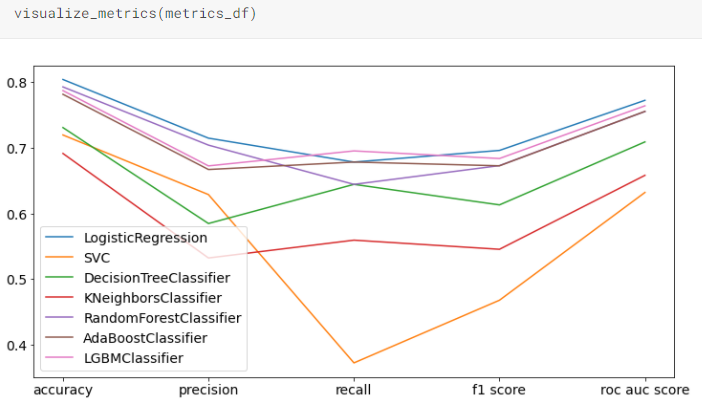 visualize_metrics(metrics_df)
0.8
0.7
0.6
0.5
0.4
LogisticRegression
SVC
DecisionTreeClassifier
KNeighborsClassifier
RandomForestClassifier
AdaBoostClassifier
LGBMClassifier
accuracy precision recall f1 score roc auc score